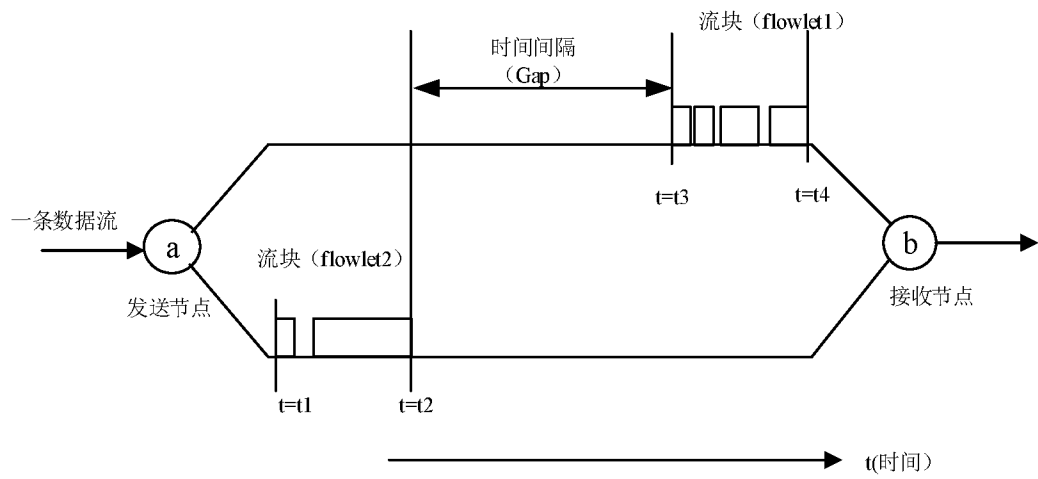 流块（flowlet1）
时间间隔
（Gap）
t=t3
t=t4
一条数据流
a
b
流块（flowlet2）
发送节点
接收节点
t=t1
t=t2
t(时间）